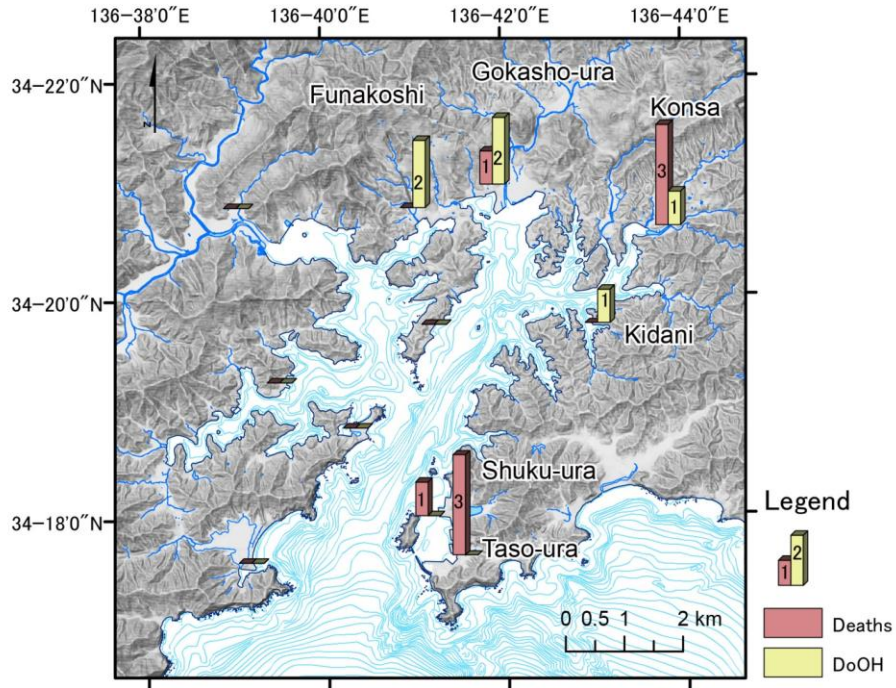 136-38'0"E 136-40'0"E 136-42'0"E 136-44'0"E
34-22'0"N
34-20'0"N
34-18'0"N
N
Gokasho-ura
Funakoshi
Konsa
2
1 2
3 1
1
Kidani
Shuku-ura
1
3
Taso-ura
0 0.5 1 2 km
Legend
1 2
Deaths
DoOH